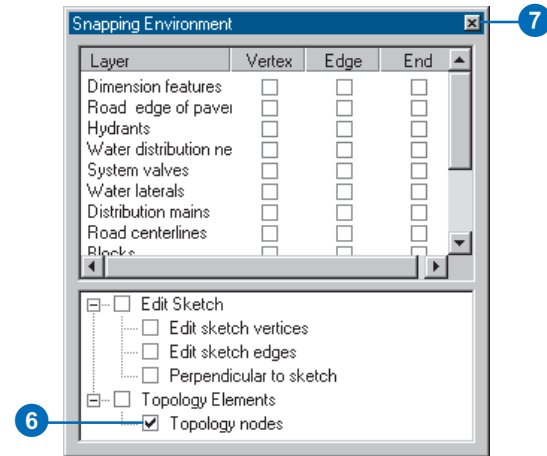 Snapping Environment
7
Layer Vertex Edge End
Dimension features
Road edge of paver
Hydrants
Water distribution ne
System valves
Water laterals
Distribution mains
Road centerlines
Blocks
Edit Sketch
Edit sketch vertices
Edit sketch edges
Perpendicular to sketch
Topology Elements
6 Topology nodes